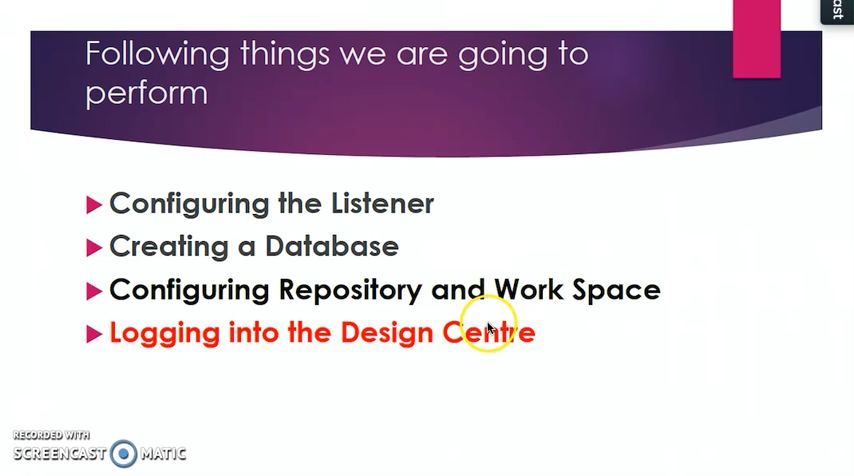 ast
Following things we are going to
perform
Configuring the Listener
Creating a Database
Configuring Repository and Work Space
Logging into the Design Centre
RECORDED WITH
SCREENCAST MATIC